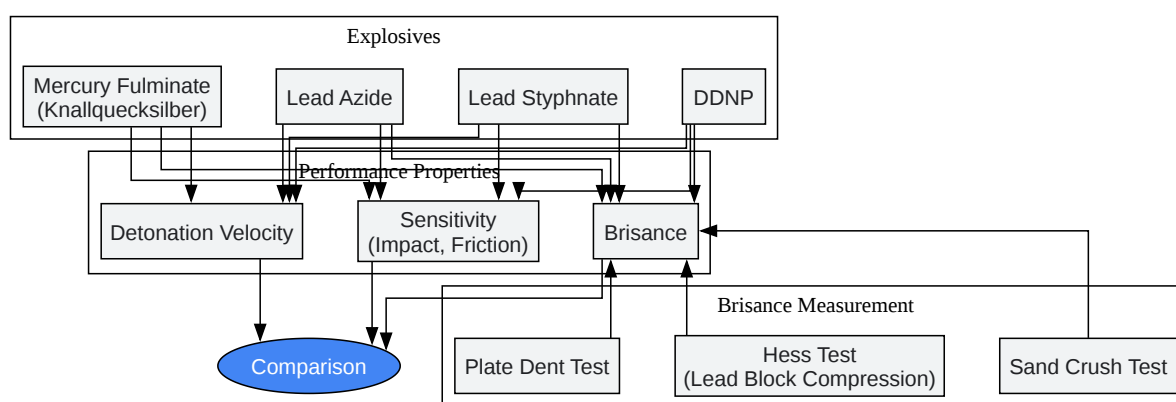 Explosives
Mercury Fulminate
(Knallquecksilber)
Lead Azide
Lead Styphnate
DDNP
Performance Properties
Detonation Velocity
Sensitivity
(Impact, Friction)
Brisance
Brisance Measurement
Comparison
Plate Dent Test
Hess Test
(Lead Block Compression)
Sand Crush Test